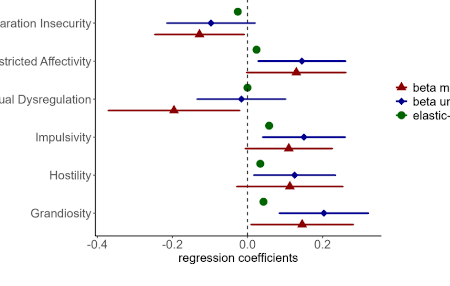 aration Insecurity
stricted Affectivity
ual Dysregulation
Impulsivity
Hostility
Grandiosity
-0.4 -0.2 0.0 0.2
regression coefficients
beta m
beta un
elastic-